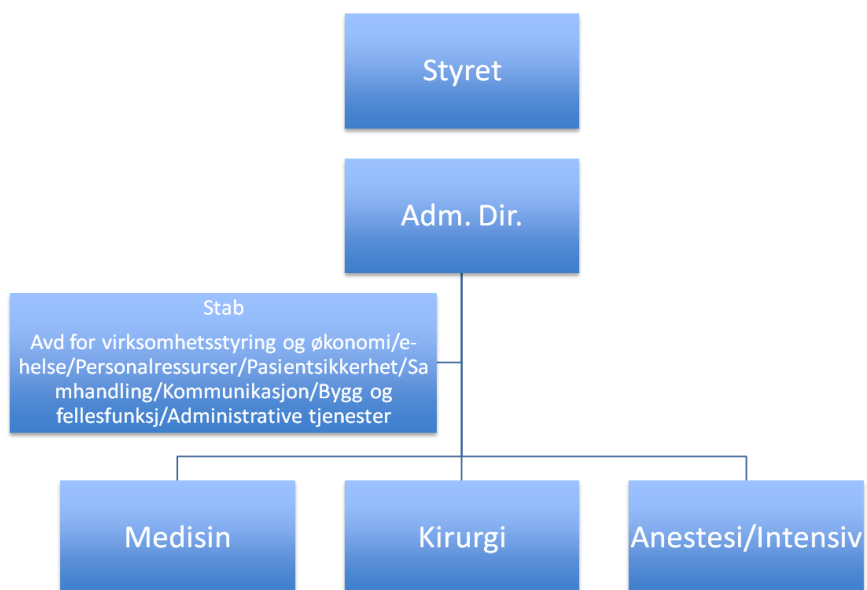 Styret
Adm. Dir.
Stab
Avd for virksomhetsstyring og økonomi/e-
helse/Personalressurser/Pasientsikkerhet/Sa
mhandling/Kommunikasjon/Bygg og
fellesfunksj/Administrative tjenester
Medisin
Kirurgi
Anestesi/Intensiv